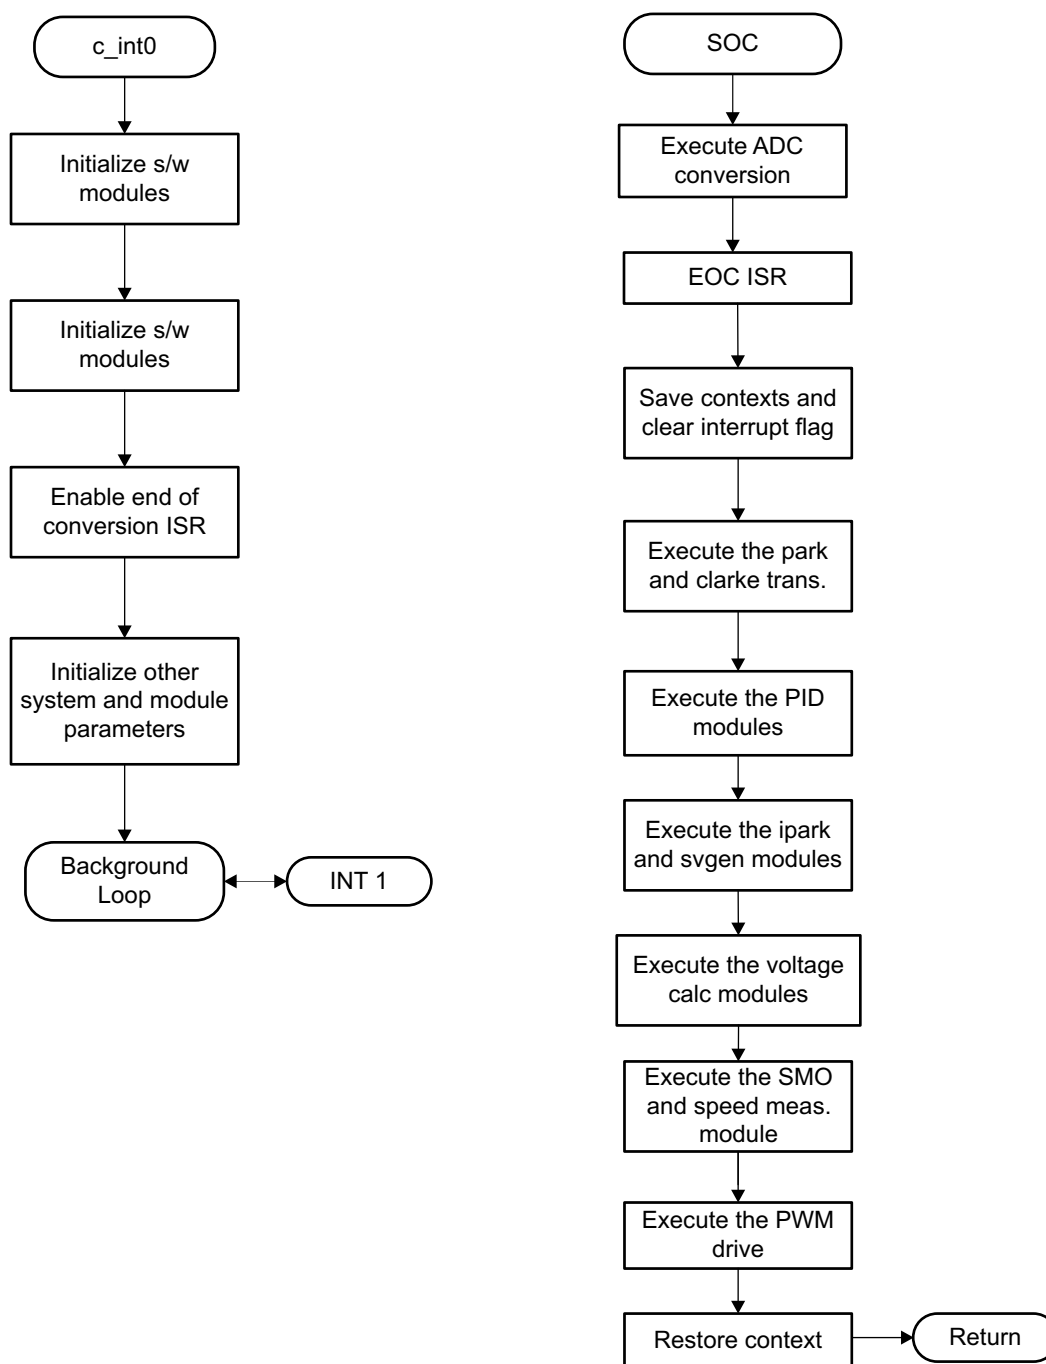 c_int0
Initialize s/w
modules
Initialize s/w
modules
Enable end of
conversion ISR
Initialize other
system and module
parameters
Background
Loop
INT 1
SOC
Execute ADC
conversion
EOC ISR
Save contexts and
clear interrupt flag
Execute the park
and clarke trans.
Execute the PID
modules
Execute the ipark
and svgen modules
Execute the voltage
calc modules
Execute the SMO
and speed meas.
module
Execute the PWM
drive
Restore context
Return